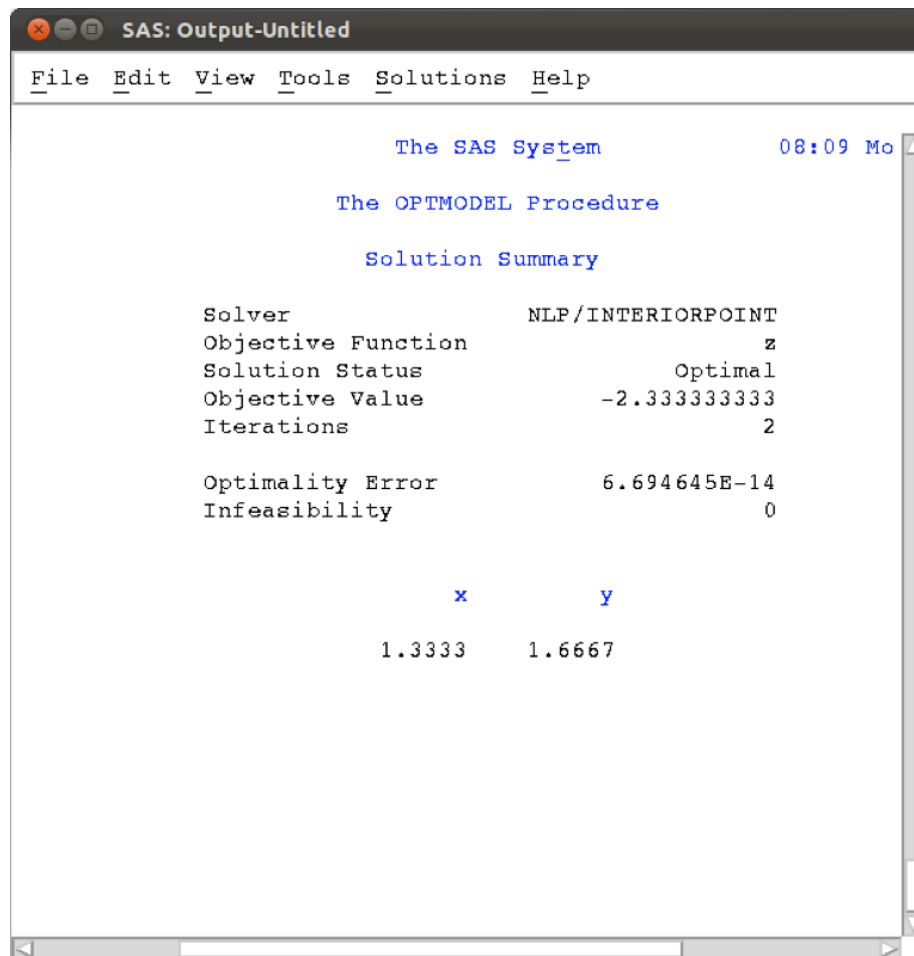 SAS: Output-Untitled
File Edit View Tools Solutions Help
The SAS System 08:09 Mo
The OPTMODEL Procedure
Solution Summary
Solver NLP/INTERIORPOINT
Objective Function z
Solution Status Optimal
Objective Value -2.333333333
Iterations 2
Optimality Error 6.694645E-14
Infeasibility 0
x y
1.3333 1.6667